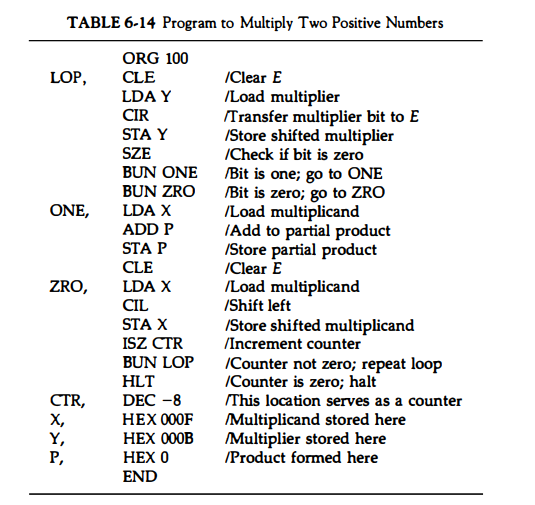 TABLE 6-14 Program to Multiply Two Positive Numbers
ORG 100
LOP, CLE /Clear E
LDA Y /Load multiplier
CIR /Transfer multiplier bit to E
STA Y /Store shifted multiplier
SZE /Check if bit is zero
BUN ONE /Bit is one; go to ONE
BUN ZRO /Bit is zero; go to ZRO
ONE, LDA X /Load multiplicand
ADD P /Add to partial product
STA P /Store partial product
CLE /Clear E
ZRO, LDA X /Load multiplicand
CIL /Shift left
STA X /Store shifted multiplicand
ISZ CTR /Increment counter
BUN LOP /Counter not zero; repeat loop
HLT /Counter is zero; halt
CTR, DEC −8 /This location serves as a counter
X, HEX 000F /Multiplicand stored here
Y, HEX 000B /Multiplier stored here
P, HEX 0 /Product formed here
END